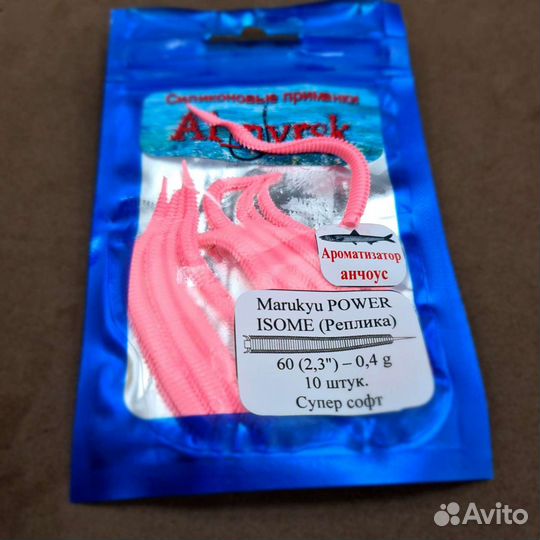 Силиконовые приманки
Ароматизатор
анчоус
Marukyu POWER
ISOME (Реплика)
60 (2,3") – 0,4 g
10 штук.
Супер софт
Avito